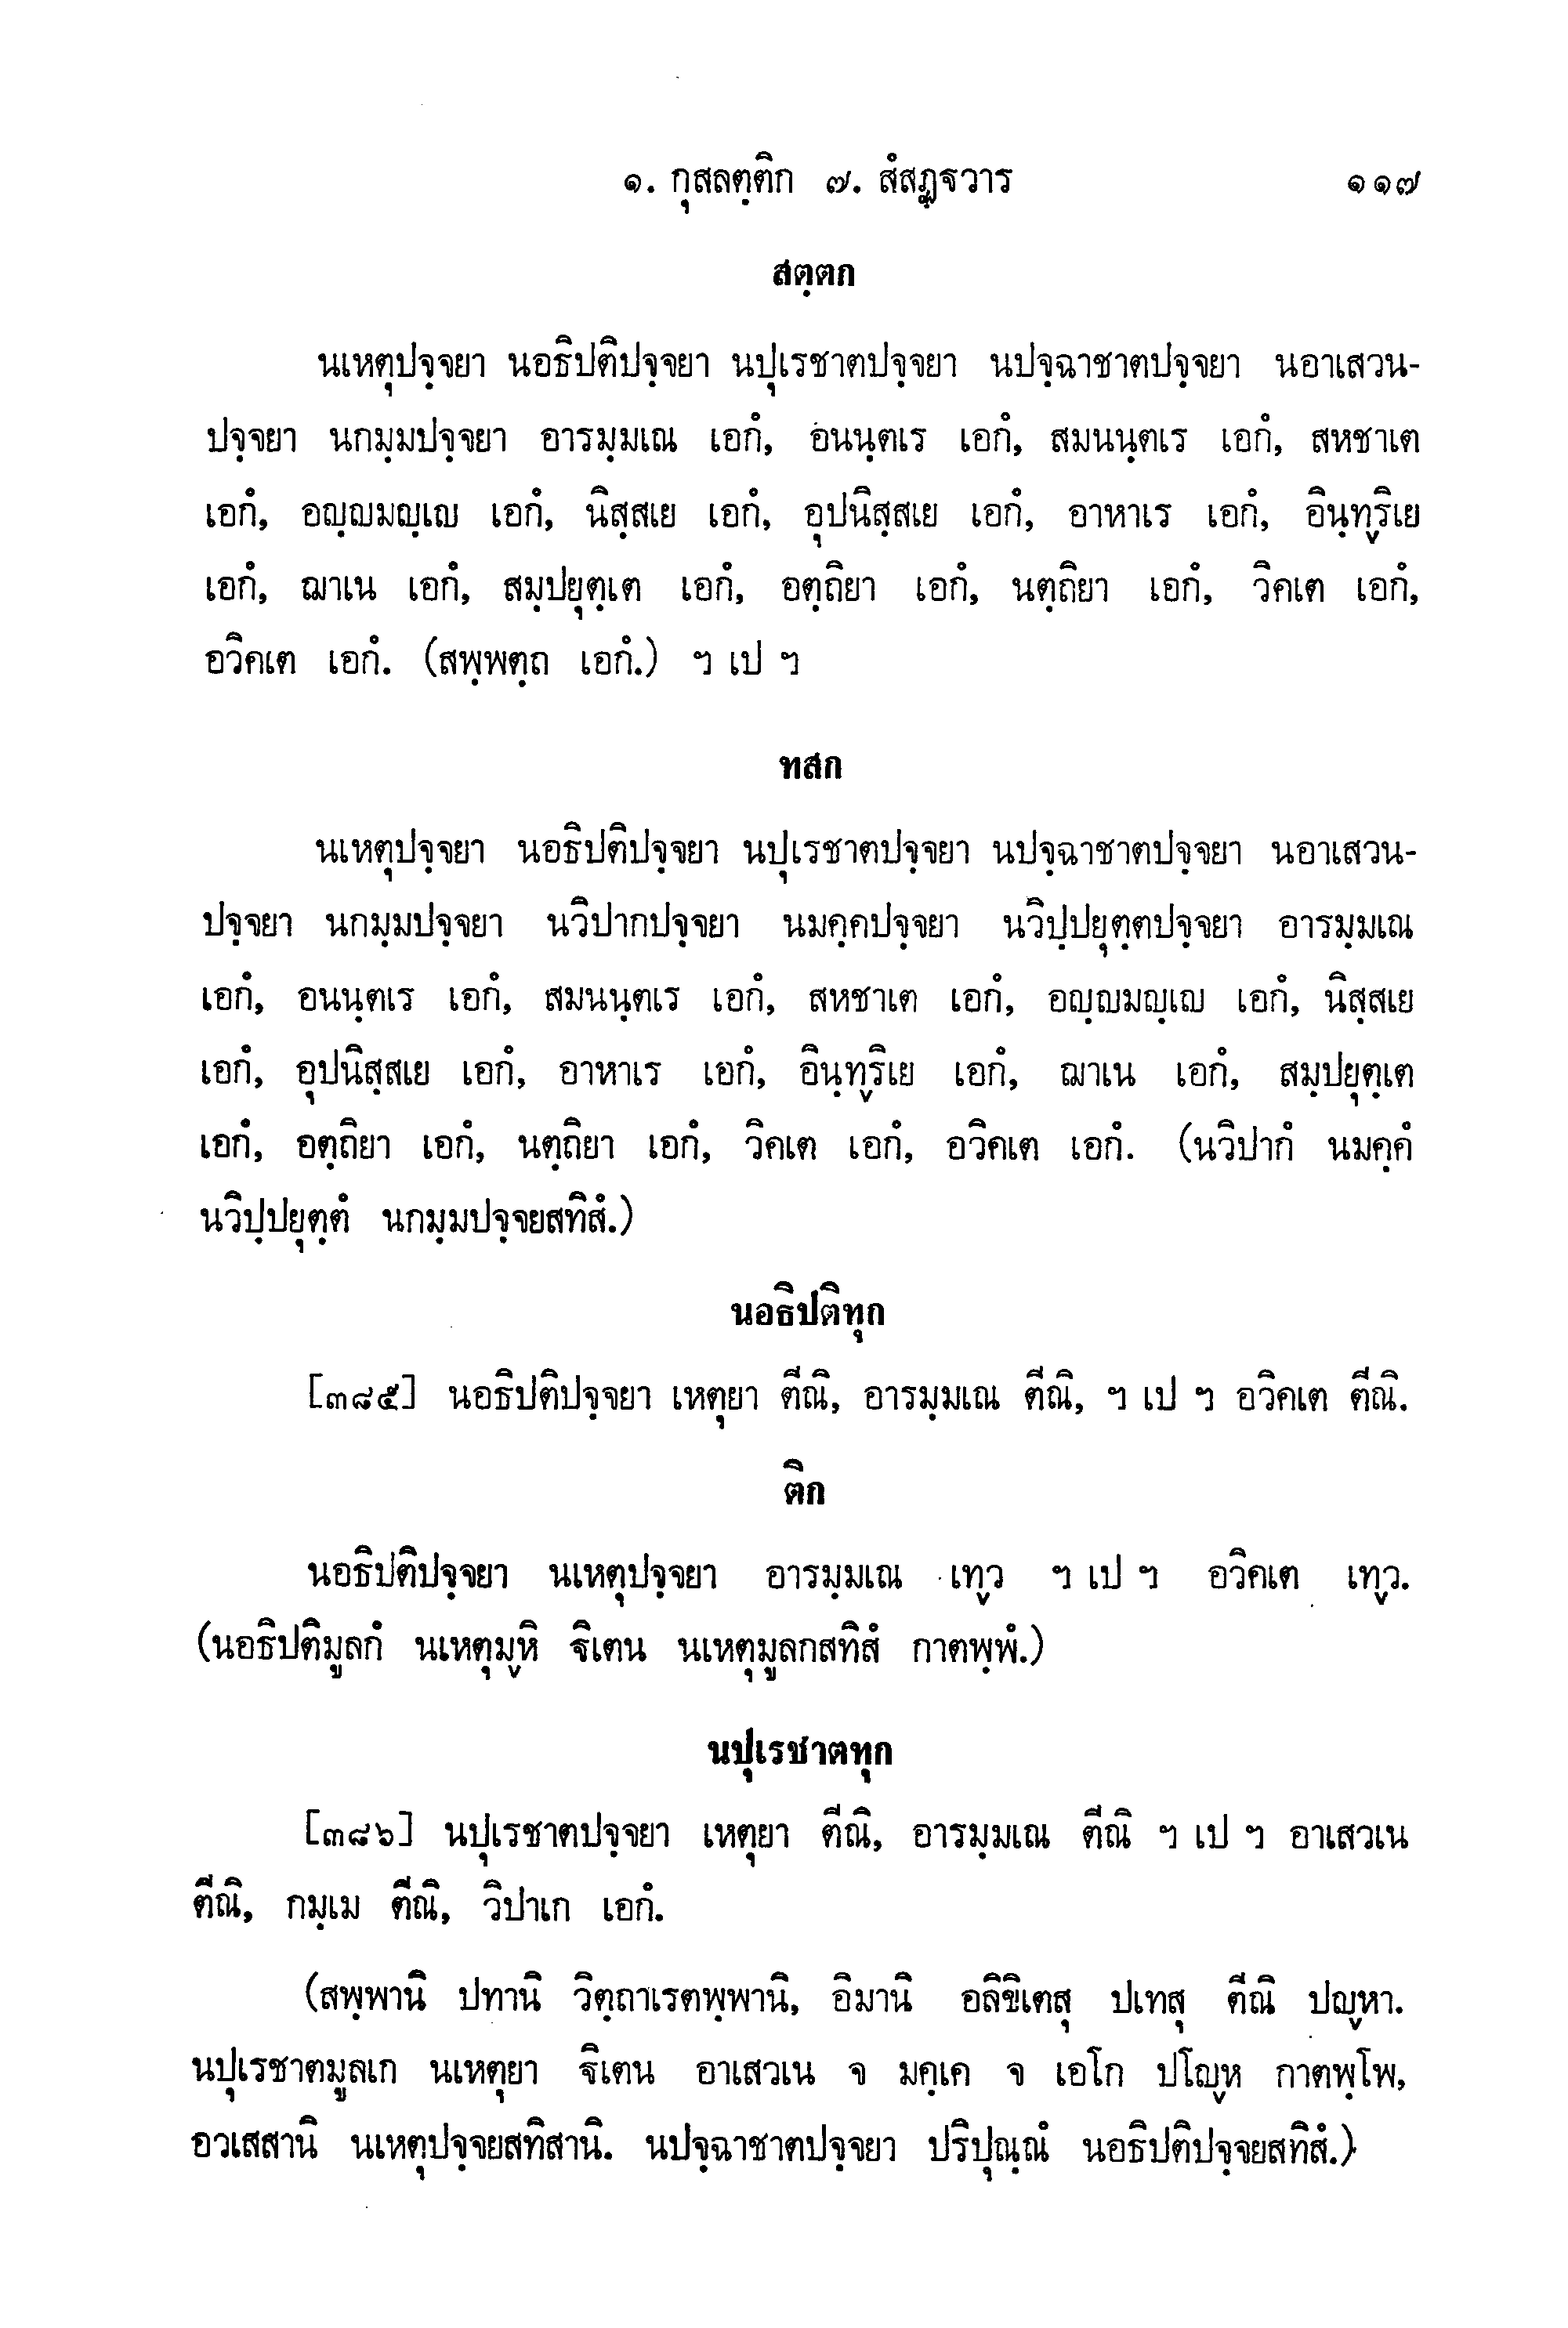 ๑. กุสลตฺติก ๗. สํสฏฺฐวาร ๑๑๗
สตฺตก
นเหตุปจฺจยา นอธิปติปจฺจยา นปุเรชาตปจฺจยา นปจฺฉาชาตปจฺจยา นอาเสวน-
ปจฺจยา นกมฺมปจฺจยา อารมฺมเณ เอกํ, อนนฺตเร เอกํ, สมนนฺตเร เอกํ, สหชาเต
เอกํ, อญฺญมญฺเญ เอกํ, นิสฺสเย เอกํ, อุปนิสฺสเย เอกํ, อาหาเร เอกํ, อินฺทฺริเย
เอกํ, ฌาเน เอกํ, สมฺปยุตฺเต เอกํ, อตฺถิยา เอกํ, นตฺถิยา เอกํ, วิคเต เอกํ,
อวิคเต เอกํ. (สพฺพตฺถ เอกํ.) ฯ เป ฯ
ทสก
นเหตุปจฺจยา นอธิปติปจฺจยา นปุเรชาตปจฺจยา นปจฺฉาชาตปจฺจยา นอาเสวน-
ปจฺจยา นกมฺมปจฺจยา นวิปากปจฺจยา นมคฺคปจฺจยา นวิปฺปยุตฺตปจฺจยา อารมฺมเณ
เอกํ, อนนฺตเร เอกํ, สมนนฺตเร เอกํ, สหชาเต เอกํ, อญฺญมญฺเญ เอกํ, นิสฺสเย
เอกํ, อุปนิสฺสเย เอกํ, อาหาเร เอกํ, อินฺทฺริเย เอกํ, ฌาเน เอกํ, สมฺปยุตฺเต
เอกํ, อตฺถิยา เอกํ, นตฺถิยา เอกํ, วิคเต เอกํ, อวิคเต เอกํ. (นวิปากํ นมคฺคํ
นวิปฺปยุตฺตํ นกมฺมปจฺจยสทิสํ.)
นอธิปติทุก
[๓๘๕] นอธิปติปจฺจยา เหตุยา ตีณิ, อารมฺมเณ ตีณิ, ฯ เป ฯ อวิคเต ตีณิ.
ติก
นอธิปติปจฺจยา นเหตุปจฺจยา อารมฺมเณ เทฺว ฯ เป ฯ อวิคเต เทฺว.
(นอธิปติมูลกํ นเหตุมฺหิ ฐิเตน นเหตุมูลกสทิสํ กาตพฺพํ.)
นปุเรชาตทุก
[๓๘๖] นปุเรชาตปจฺจยา เหตุยา ตีณิ, อารมฺมเณ ตีณิ ฯ เป ฯ อาเสวเน
ตีณิ, กมฺเม ตีณิ, วิปาเก เอกํ.
(สพฺพานิ ปทานิ วิตฺถาเรตพฺพานิ, อิมานิ อลิขิเตสุ ปเทสุ ตีณิ ปญฺหา.
นปุเรชาตมูลเก นเหตุยา ฐิเตน อาเสวเน จ มคฺเค จ เอโก ปโญฺห กาตพฺโพ,
อวเสสานิ นเหตุปจฺจยสทิสานิ. นปจฺฉาชาตปจฺจยา ปริปุณฺณํ นอธิปติปจฺจยสทิสํ.)